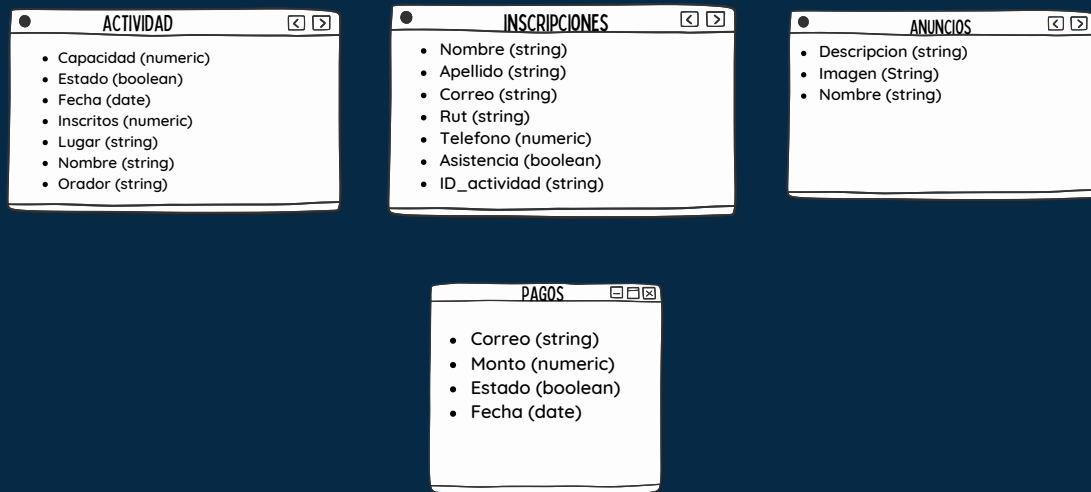 ACTIVIDAD
Capacidad (numeric)
Estado (boolean)
Fecha (date)
Inscritos (numeric)
Lugar (string)
Nombre (string)
Orador (string)
INSCRIPCIONES
Nombre (string)
Apellido (string)
Correo (string)
Rut (string)
Telefono (numeric)
Asistencia (boolean)
ID_actividad (string)
ANUNCIOS
Descripcion (string)
Imagen (String)
Nombre (string)
PAGOS
Correo (string)
Monto (numeric)
Estado (boolean)
Fecha (date)